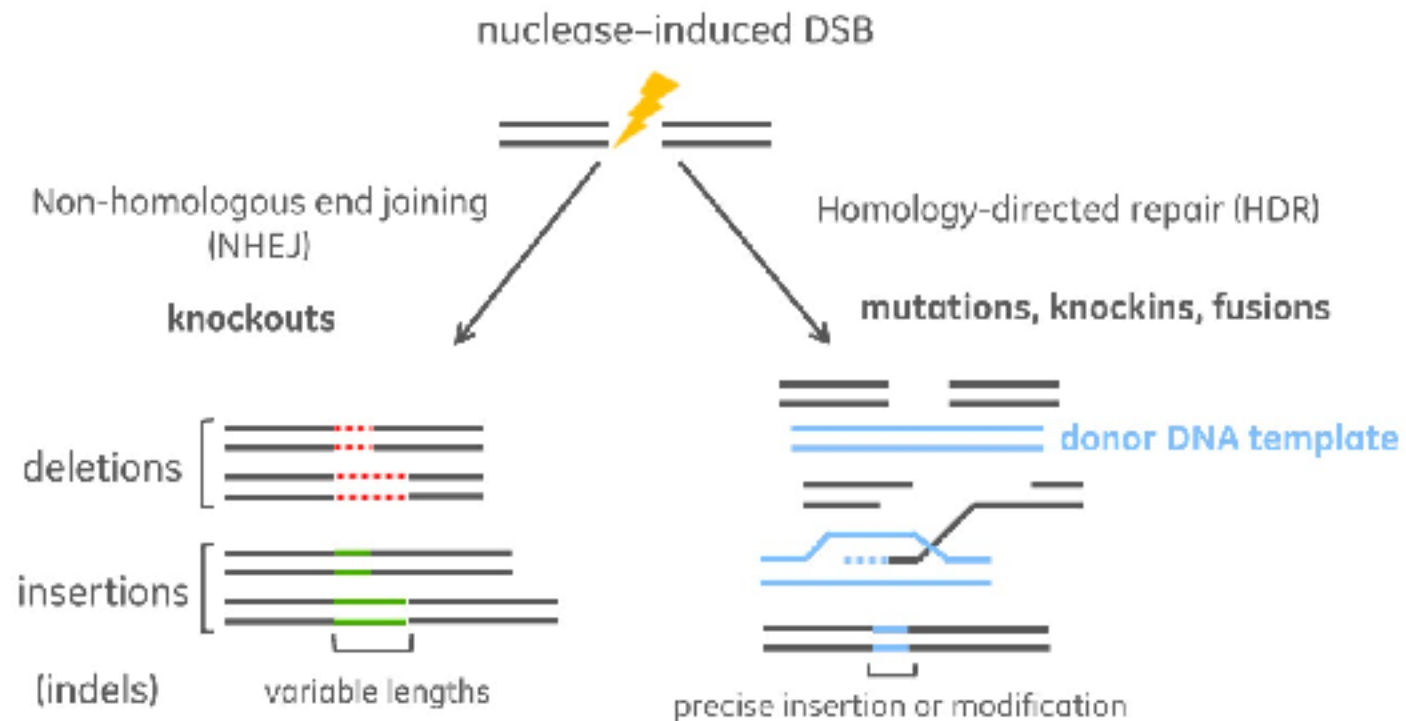 nuclease-induced DSB
Non-homologous end joining
(NHEJ)
knockouts
deletions
insertions
(indels)
variable lengths
Homology-directed repair (HDR)
mutations, knockins, fusions
donor DNA template
precise insertion or modification